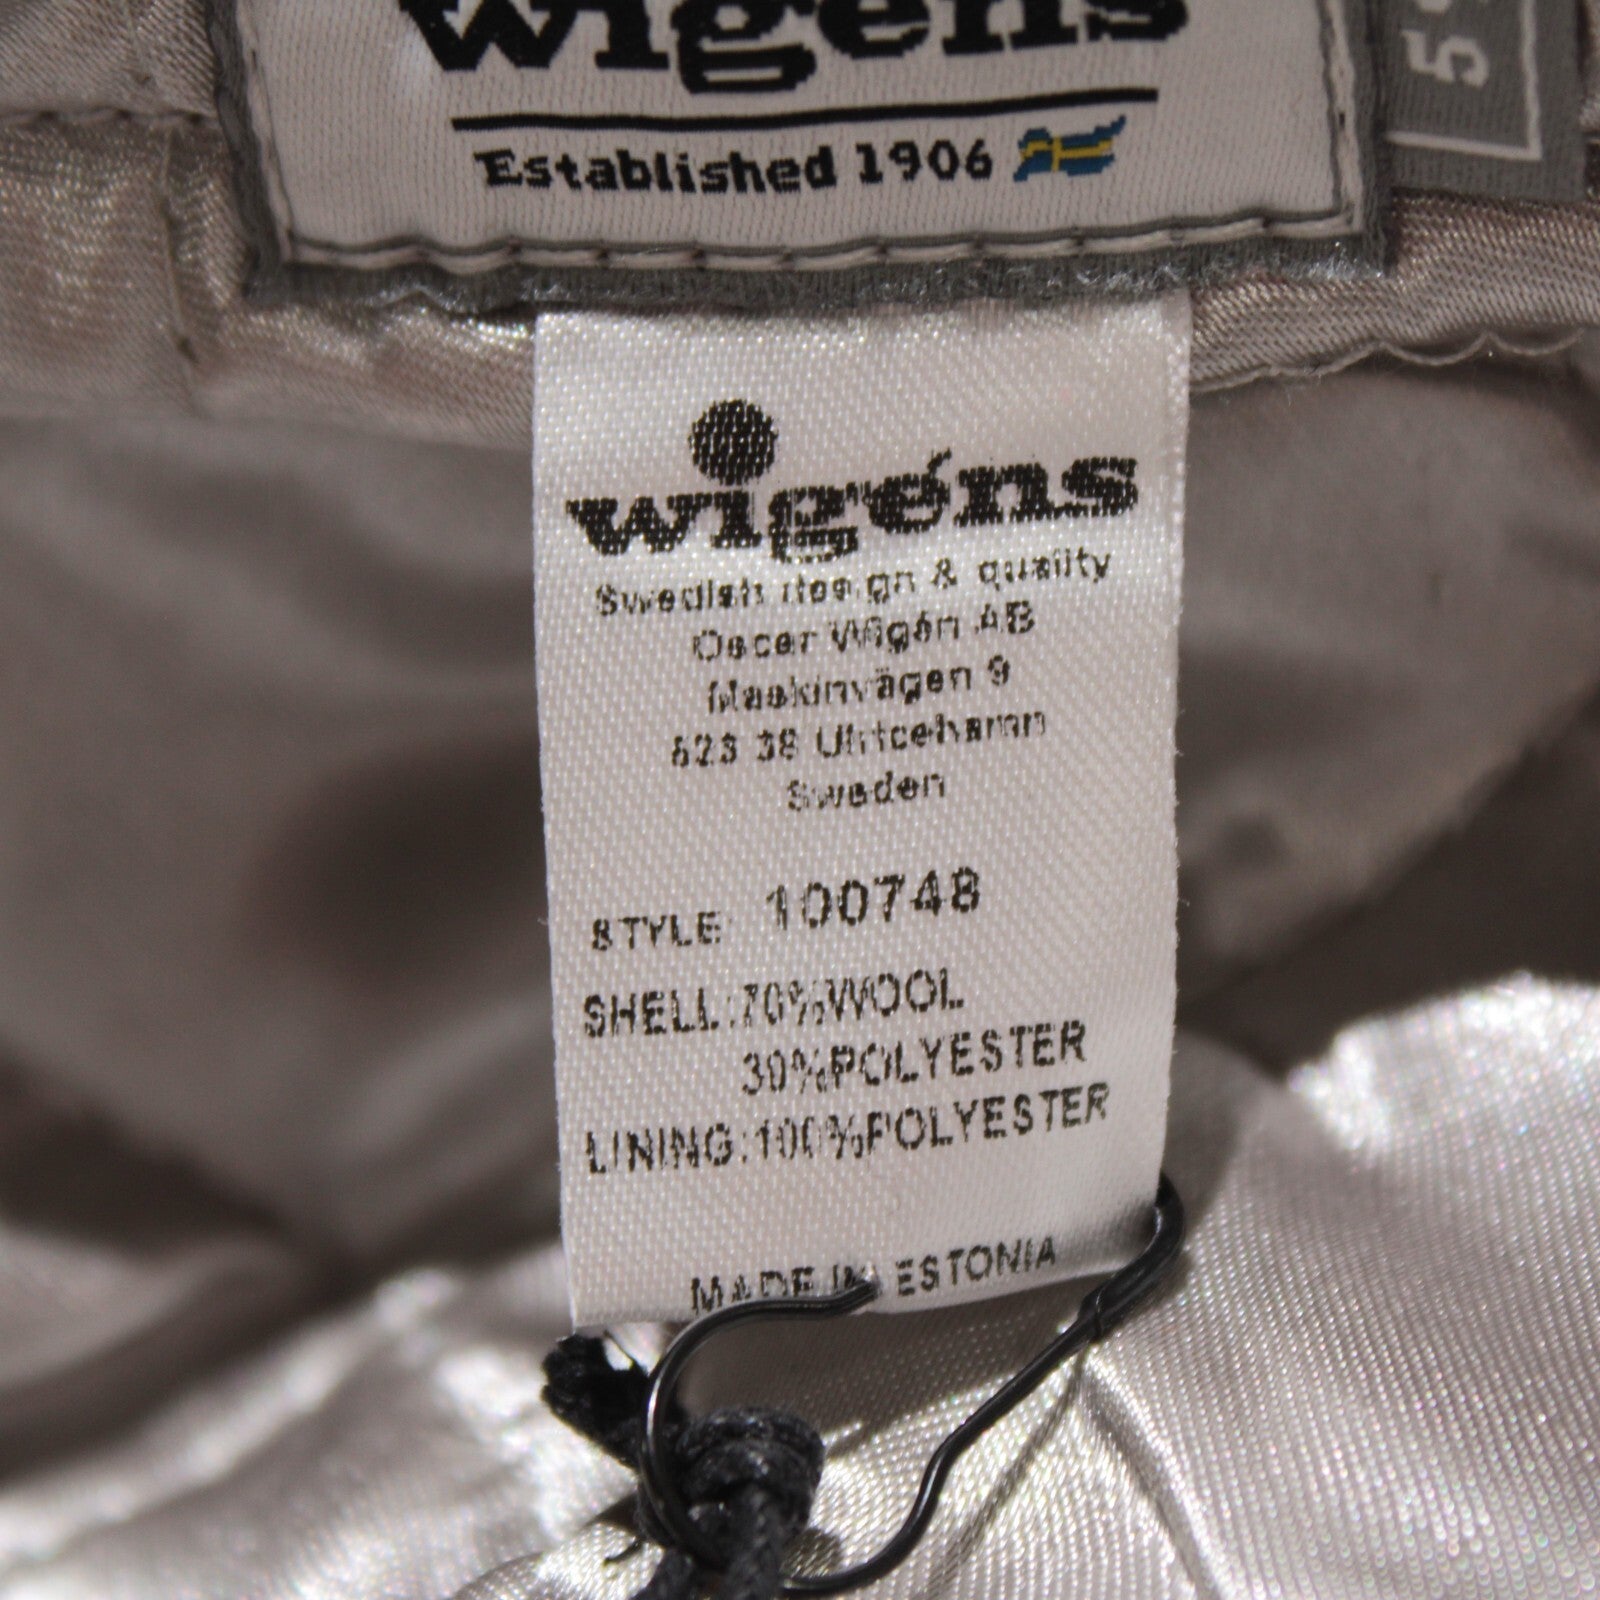 wigens
Established 1906
5
wigéns
Swedish design & quality
Oscar Wigén AB
Maskinvägen 9
523 38 Ulricehamn
Sweden
STYLE: 100748
SHELL:70%WOOL
30%POLYESTER
LINING:100%POLYESTER
MADE IN ESTONIA